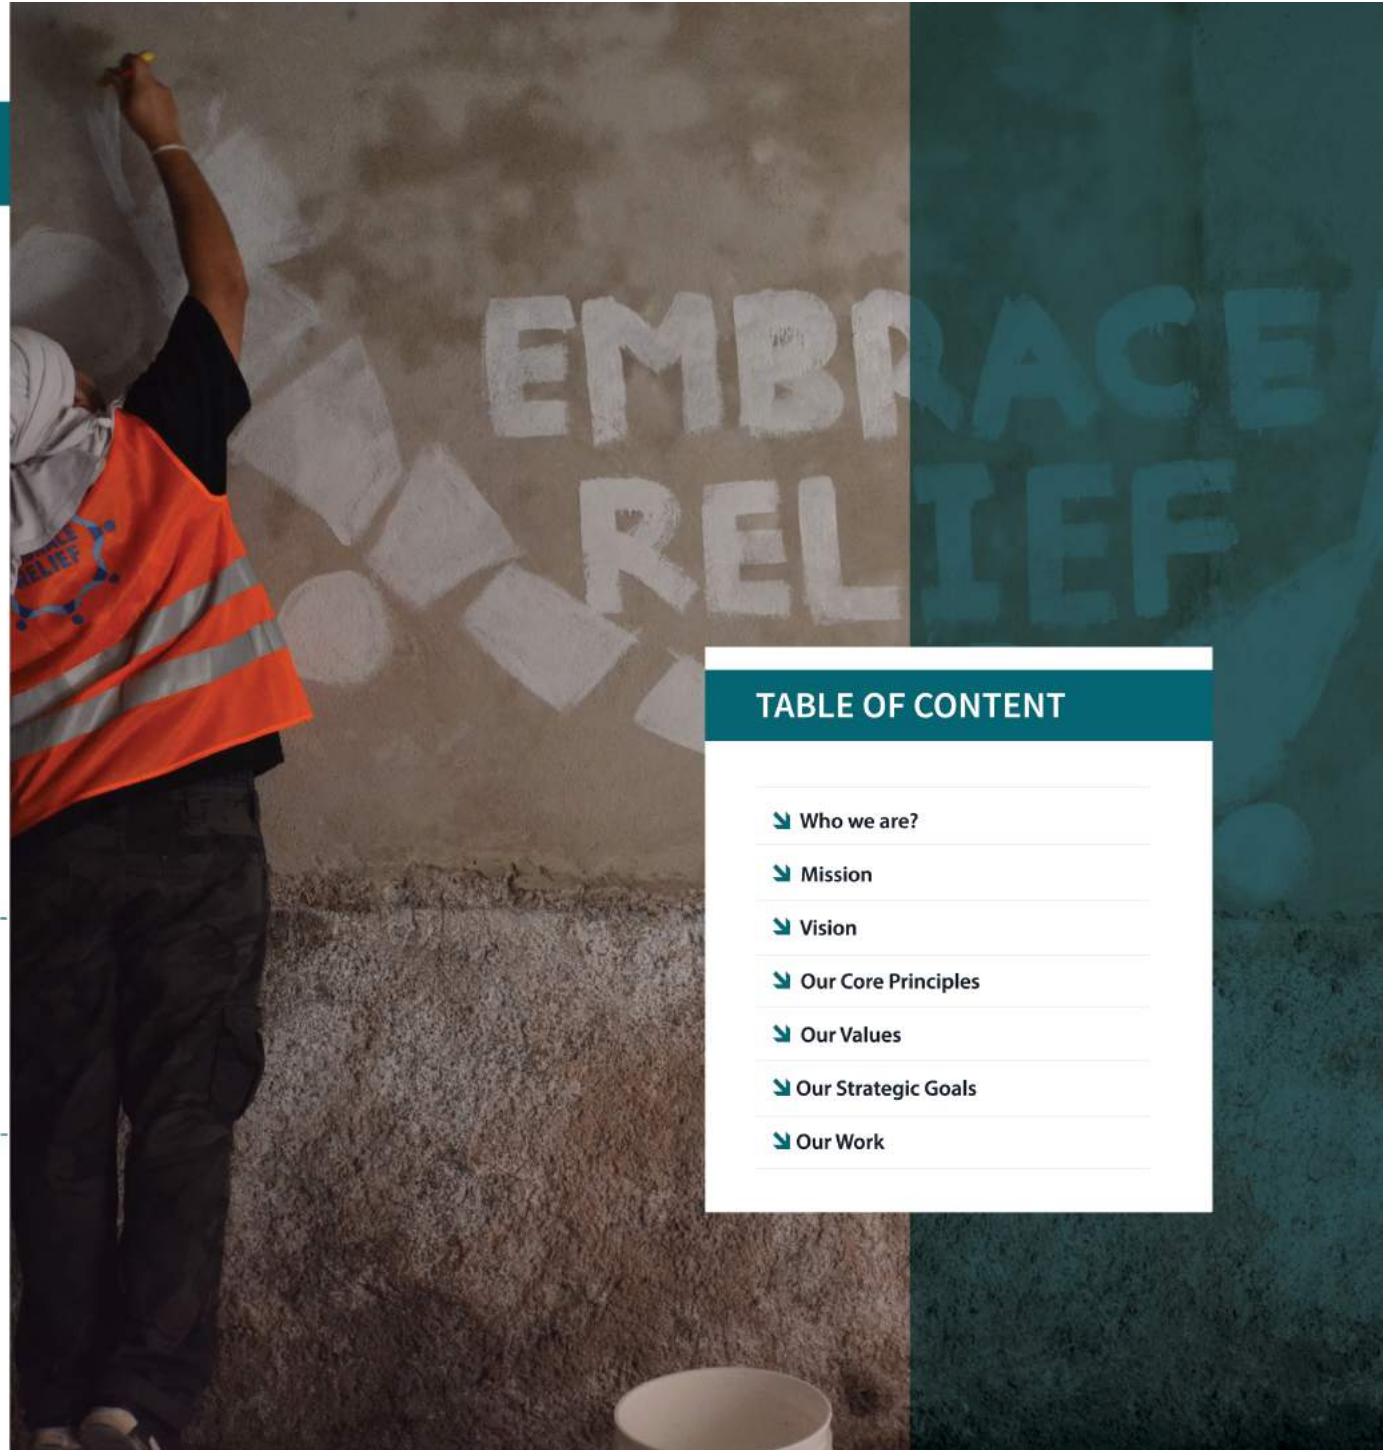 EMBRACE
RELIEF
RELIEF
TABLE OF CONTENT
Who we are?
Mission
Vision
Our Core Principles
Our Values
Our Strategic Goals
Our Work